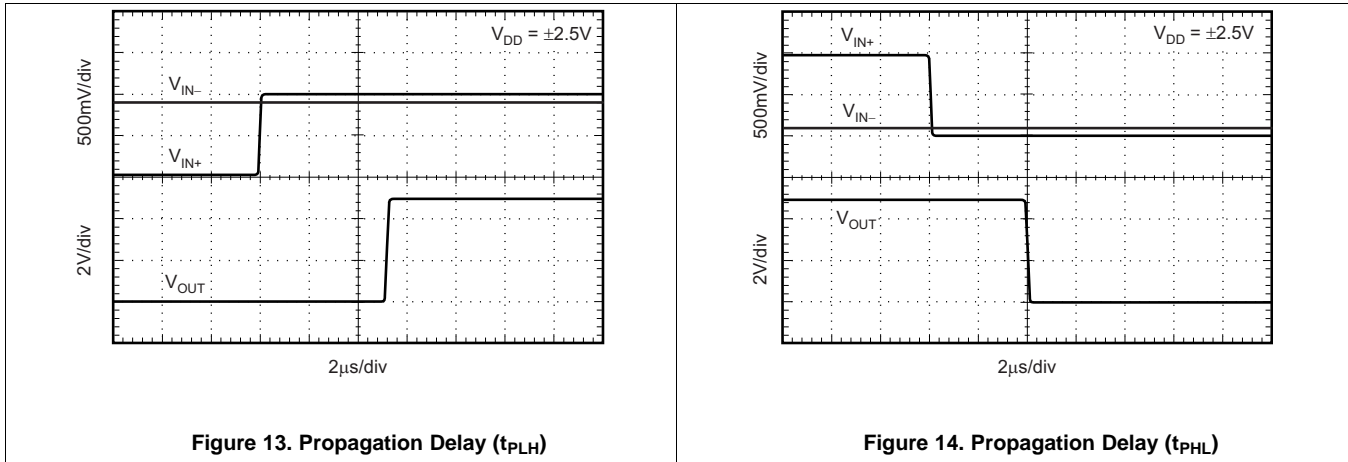 V_DD = ±2.5V
500mV/div
V_IN–
V_IN+
2V/div
V_OUT
2µs/div
Figure 13. Propagation Delay (t_PLH)
V_IN+
V_DD = ±2.5V
500mV/div
V_IN-
V_OUT
2V/div
2µs/div
Figure 14. Propagation Delay (t_PHL)